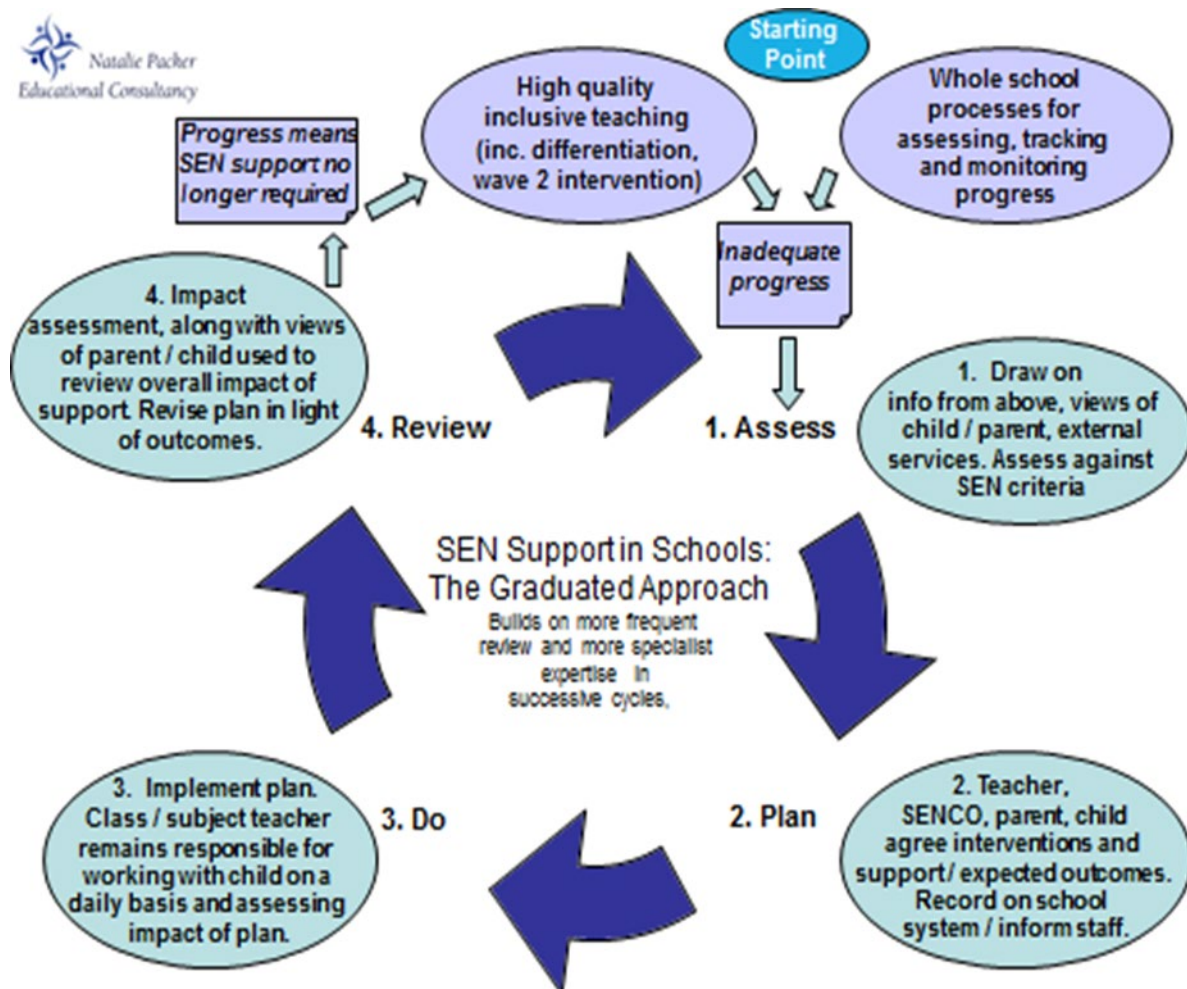 Natalie Packer
Educational Consultancy
Starting
Point
High quality
inclusive teaching
(inc. differentiation,
wave 2 intervention)
Whole school
processes for
assessing, tracking
and monitoring
progress
Progress means
SEN support no
longer required
Inadequate
progress
4. Impact
assessment, along with views
of parent / child used to
review overall impact of
support. Revise plan in light
of outcomes.
4. Review
1. Assess
1. Draw on
info from above, views of
child / parent, external
services. Assess against
SEN criteria
SEN Support in Schools:
The Graduated Approach
Builds on more frequent
review and more specialist
expertise in
successive cycles,
3. Implement plan.
Class / subject teacher
remains responsible for
working with child on a
daily basis and assessing
impact of plan.
3. Do
2. Plan
2. Teacher,
SENCO, parent, child
agree interventions and
support / expected outcomes.
Record on school
system / inform staff.